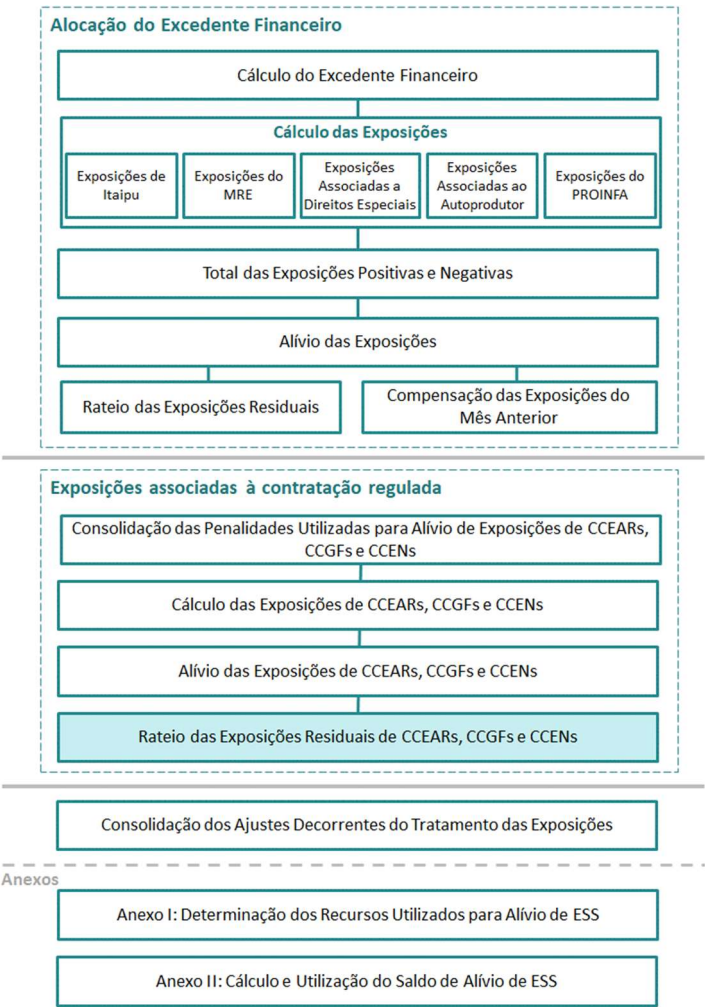 Alocação do Excedente Financeiro
Cálculo do Excedente Financeiro
Cálculo das Exposições
Exposições de
Itaipu
Exposições do
MRE
Exposições
Associadas a
Direitos Especiais
Exposições
Associadas ao
Autoprodutor
Exposições do
PROINFA
Total das Exposições Positivas e Negativas
Alívio das Exposições
Rateio das Exposições Residuais
Compensação das Exposições do
Mês Anterior
Exposições associadas à contratação regulada
Consolidação das Penalidades Utilizadas para Alívio de Exposições de CCEARs,
CCGFs e CCENs
Cálculo das Exposições de CCEARs, CCGFs e CCENs
Alívio das Exposições de CCEARs, CCGFs e CCENs
Rateio das Exposições Residuais de CCEARs, CCGFs e CCENs
Consolidação dos Ajustes Decorrentes do Tratamento das Exposições
Anexos
Anexo I: Determinação dos Recursos Utilizados para Alívio de ESS
Anexo II: Cálculo e Utilização do Saldo de Alívio de ESS